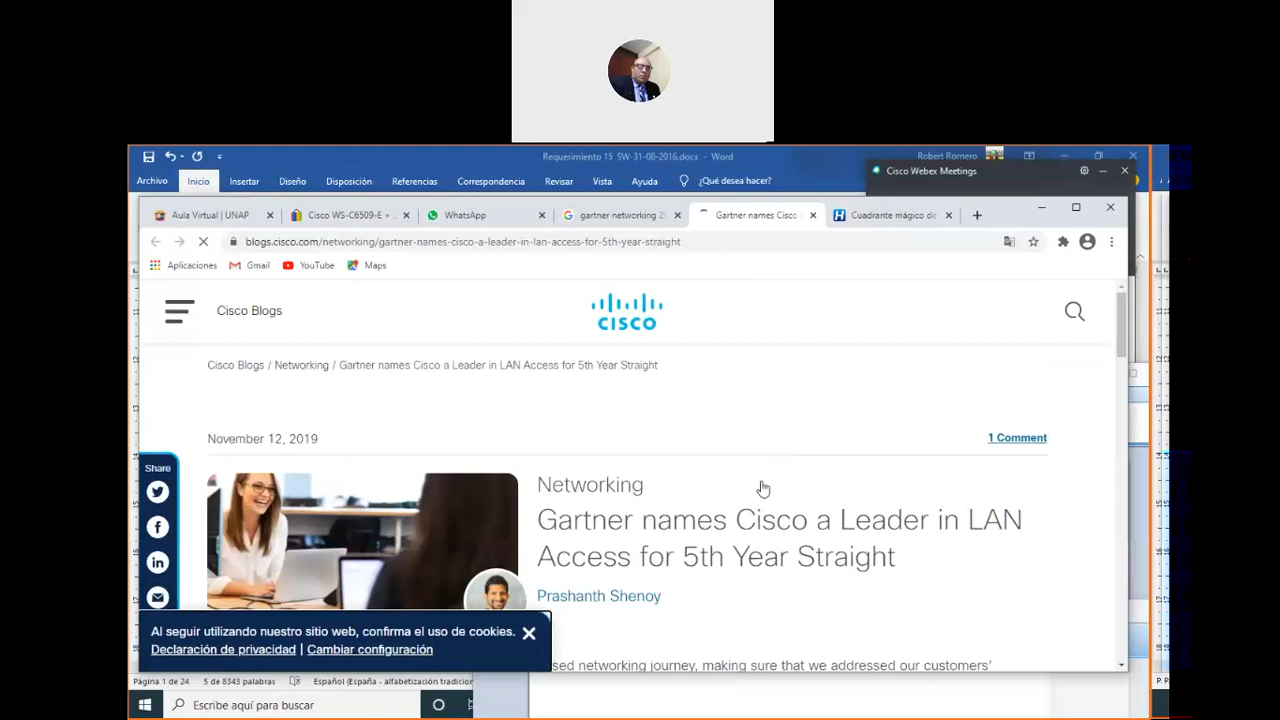 Requerimiento 15 SW-31-08-2016.docx - Word
Robert Romero
Cisco Webex Meetings
Archivo Inicio Insertar Diseño Disposición Referencias Correspondencia Revisar Vista Ayuda ¿Qué desea hacer?
Aula Virtual | UNAP
Cisco WS-C6509-E +
WhatsApp
gartner networking 2
Gartner names Cisco
Cuadrante mágico de
blogs.cisco.com/networking/gartner-names-cisco-a-leader-in-lan-access-for-5th-year-straight
Aplicaciones Gmail YouTube Maps
Cisco Blogs
CISCO
Cisco Blogs / Networking / Gartner names Cisco a Leader in LAN Access for 5th Year Straight
November 12, 2019
1 Comment
Share
Networking
Gartner names Cisco a Leader in LAN
Access for 5th Year Straight
Prashanth Shenoy
Al seguir utilizando nuestro sitio web, confirma el uso de cookies.
Declaración de privacidad | Cambiar configuración
sed networking journey, making sure that we addressed our customers'
Página 1 de 24 5 de 8343 palabras Español (España - alfabetización tradicion
Escribe aquí para buscar